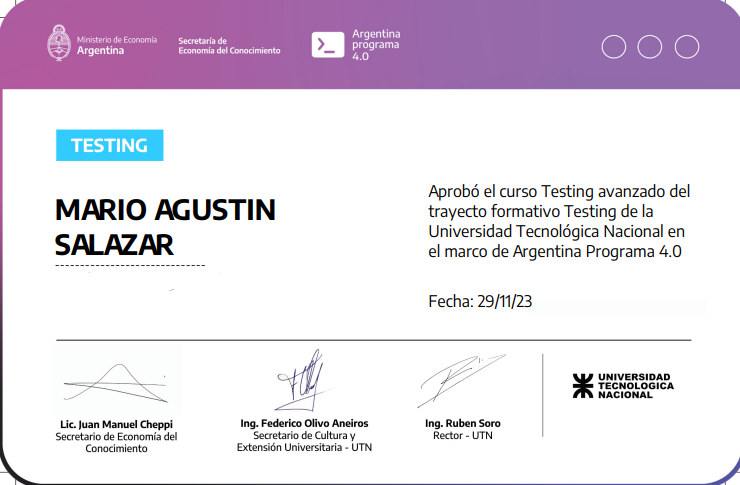 Ministerio de Economía
Argentina
Secretaría de
Economía del Conocimiento
Argentina
programa
4.0
TESTING
MARIO AGUSTIN
SALAZAR
Aprobó el curso Testing avanzado del
trayecto formativo Testing de la
Universidad Tecnológica Nacional en
el marco de Argentina Programa 4.0
Fecha: 29/11/23
Lic. Juan Manuel Cheppi
Secretario de Economía del
Conocimiento
Ing. Federico Olivo Aneiros
Secretario de Cultura y
Extensión Universitaria - UTN
Ing. Ruben Soro
Rector - UTN
UNIVERSIDAD
TECNOLOGICA
NACIONAL